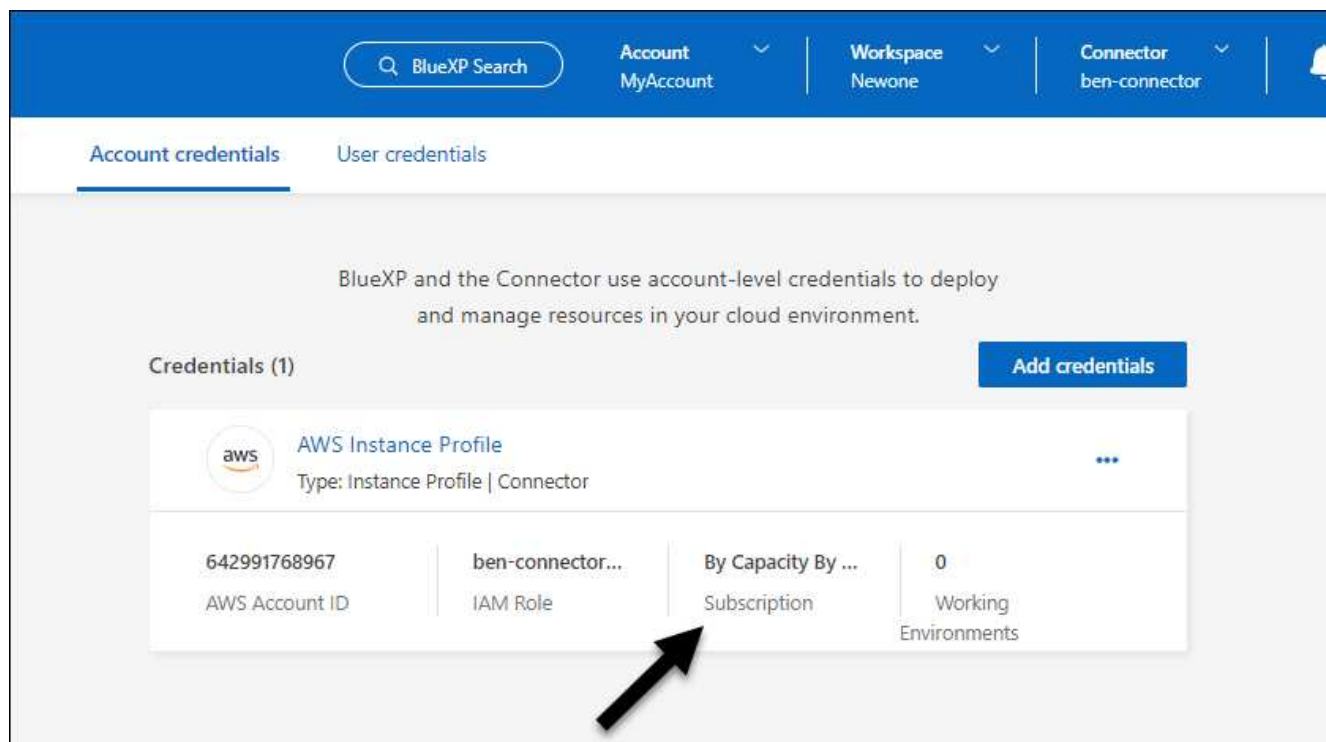 BlueXP Search
Account
MyAccount
Workspace
Newone
Connector
ben-connector
Account credentials
User credentials
BlueXP and the Connector use account-level credentials to deploy
and manage resources in your cloud environment.
Credentials (1)
Add credentials
aws
AWS Instance Profile
Type: Instance Profile | Connector
•••
642991768967
AWS Account ID
ben-connector...
IAM Role
By Capacity By ...
Subscription
0
Working
Environments